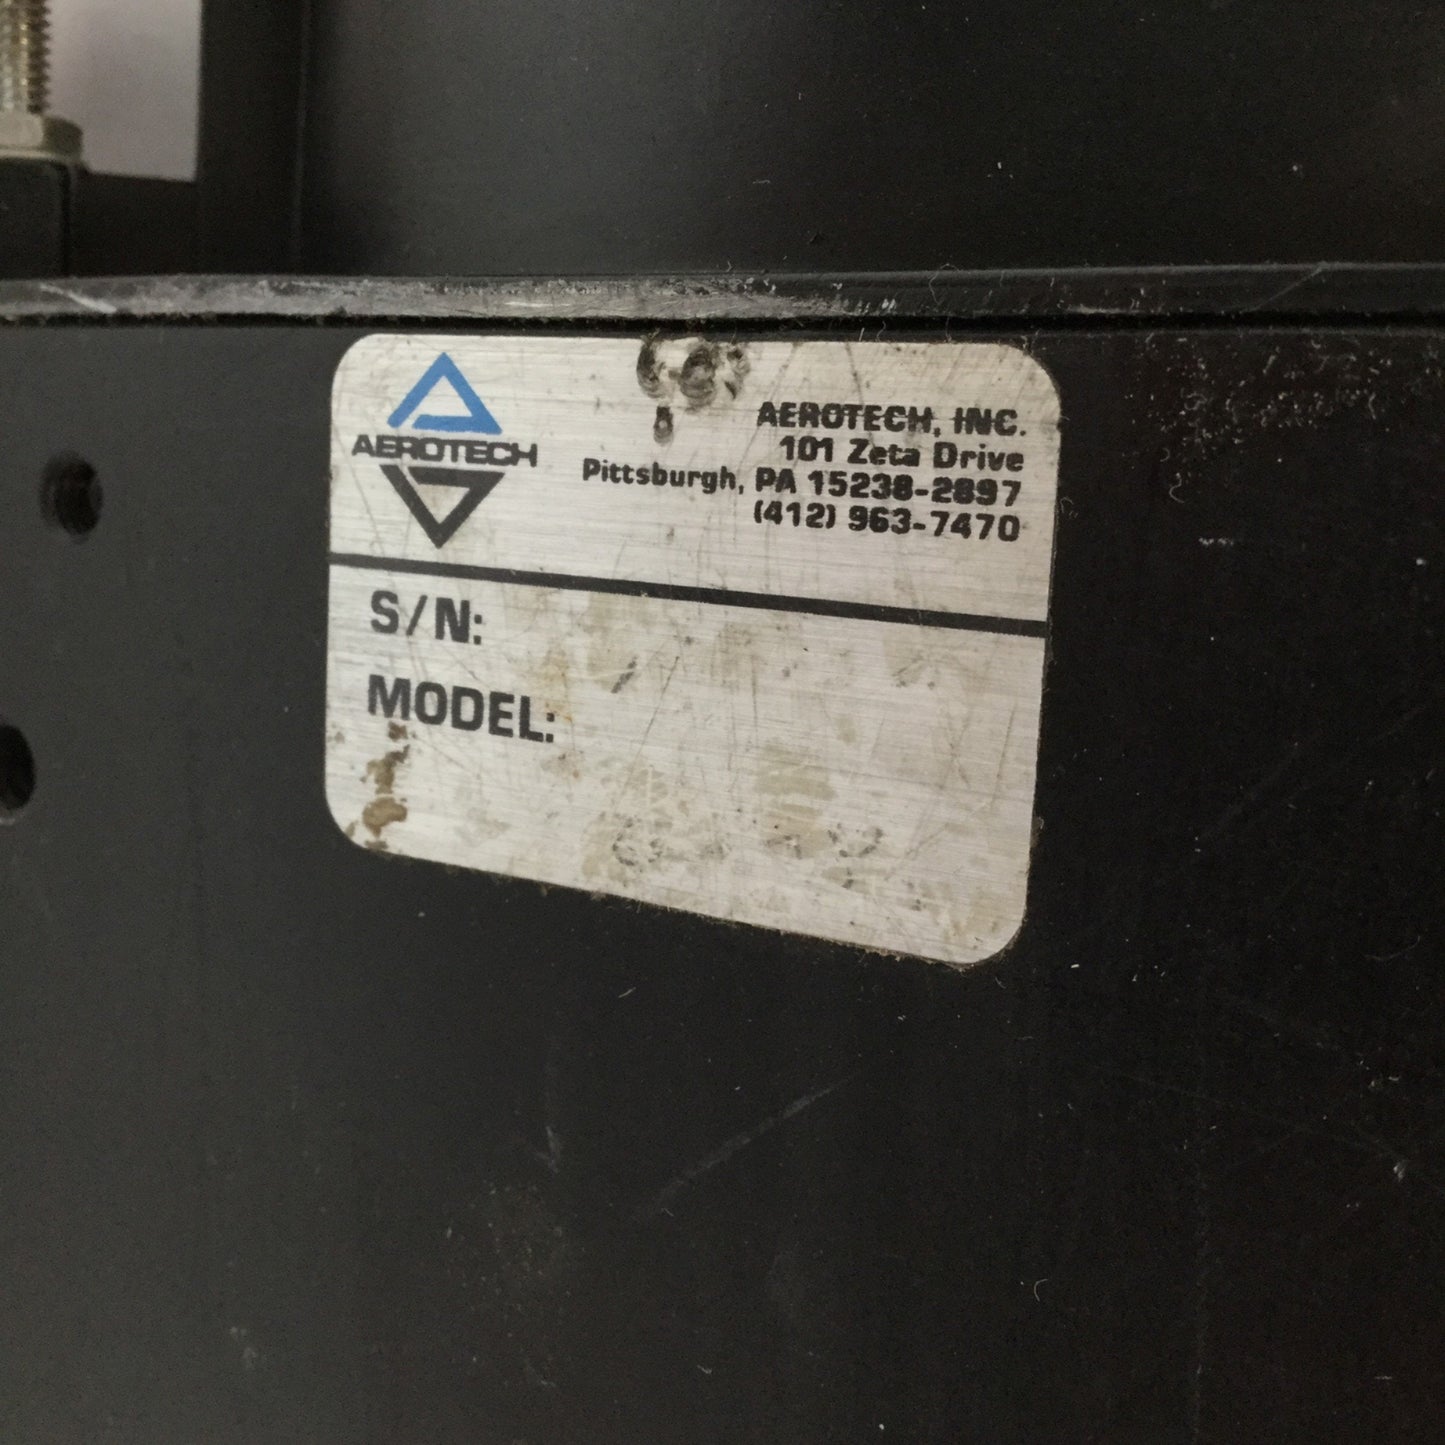 AEROTECH
AEROTECH, INC.
101 Zeta Drive
Pittsburgh, PA 15238-2897
(412) 963-7470
S/N:
MODEL: